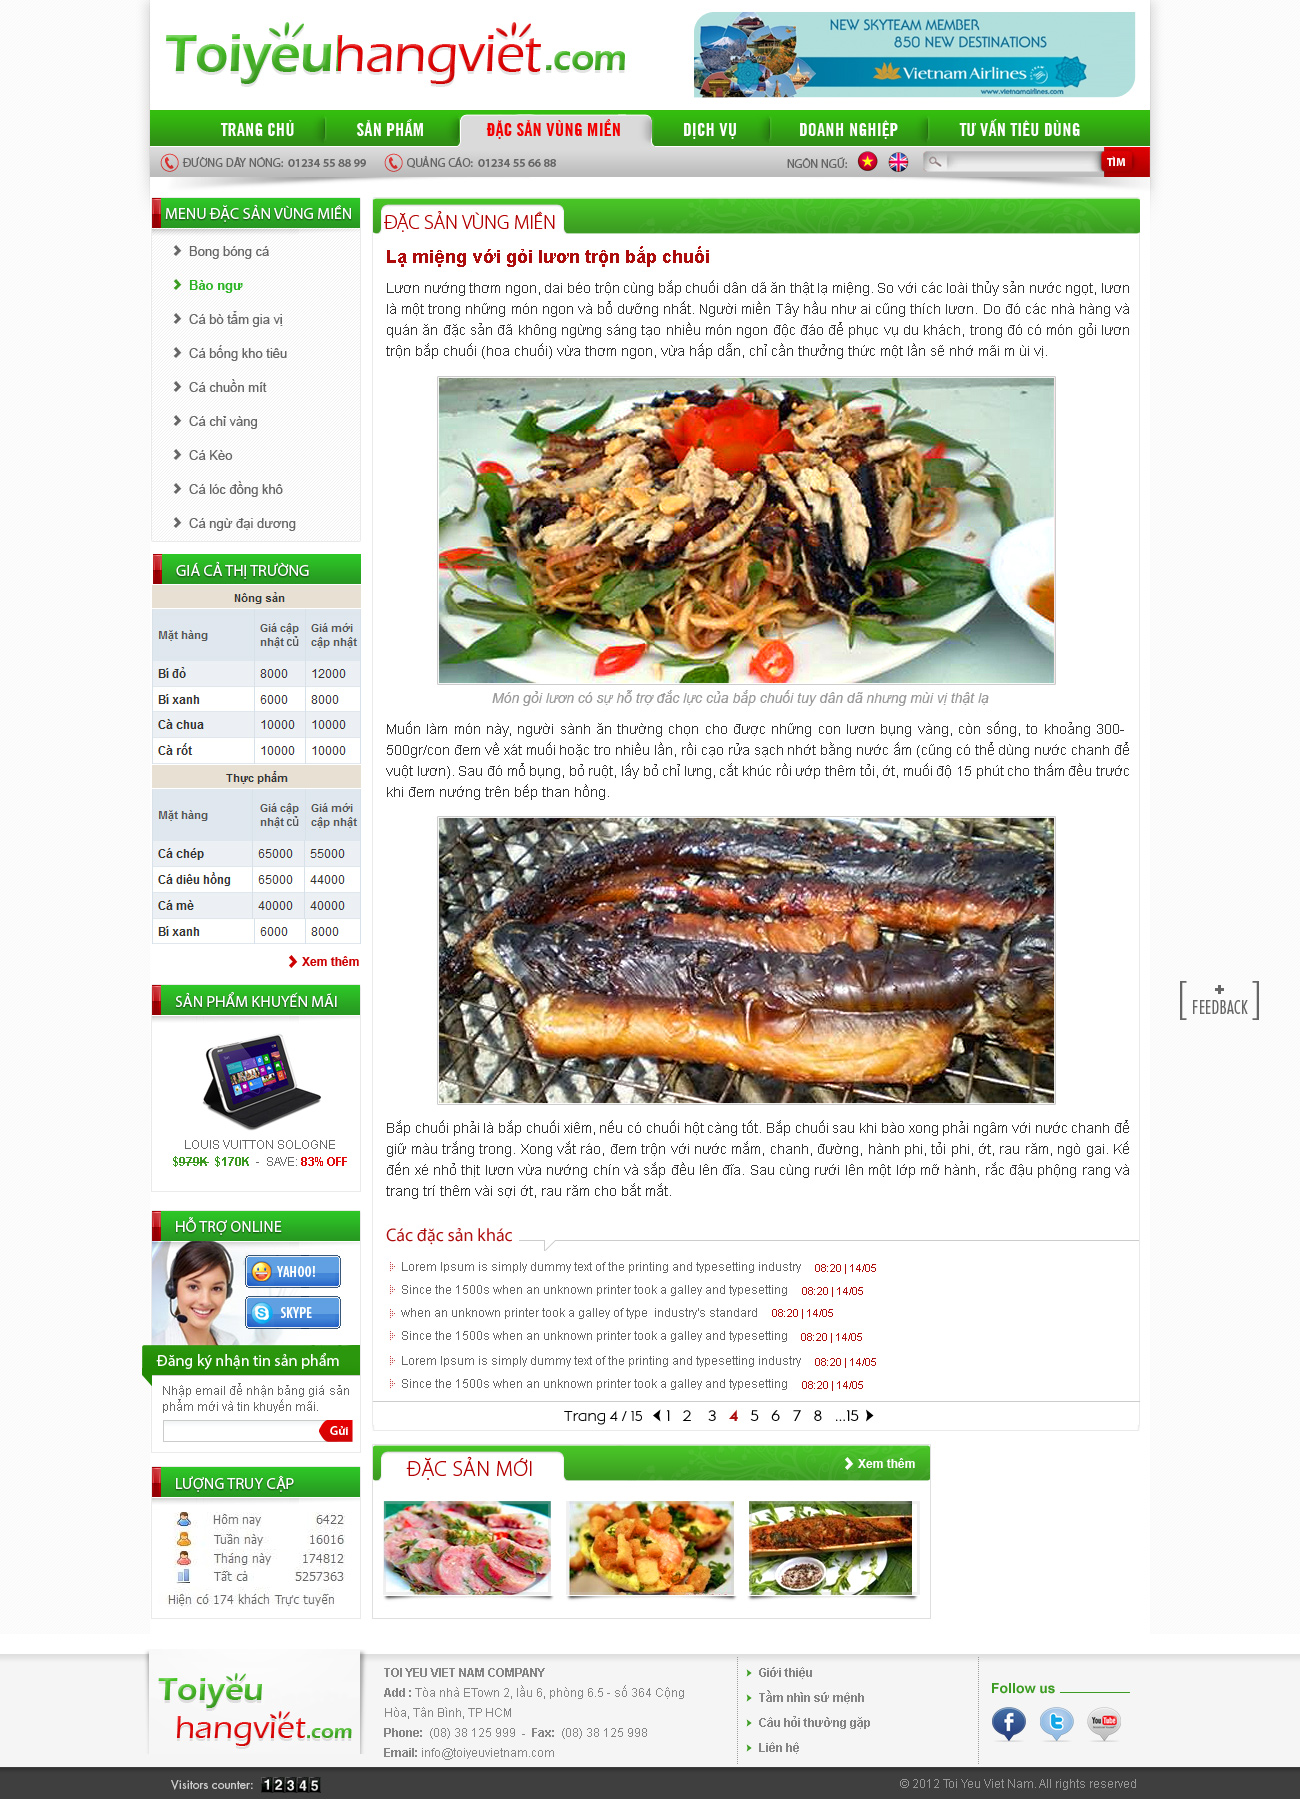 Toiyếuhangviết.com
NEW SKYTEAM MEMBER
850 NEW DESTINATIONS
Vietnam Airlines
www.vietnamairlines.com
TRANG CHỦ
SẢN PHẨM
ĐẶC SẢN VÙNG MIỀN
DỊCH VỤ
DOANH NGHIỆP
TƯ VẤN TIÊU DÙNG
ĐƯỜNG DÂY NÓNG: 01234 55 88 99
QUẢNG CÁO: 01234 55 66 88
NGÔN NGỮ:
TÌM
MENU ĐẶC SẢN VÙNG MIỀN
Bong bóng cá
Bào ngư
Cá bò tẩm gia vị
Cá bống kho tiêu
Cá chuồn mít
Cá chỉ vàng
Cá Kèo
Cá lóc đồng khô
Cá ngừ đại dương
GIÁ CẢ THỊ TRƯỜNG
Nông sản
Mặt hàng Giá cập nhật củ Giá mới cập nhật
Bí đỏ 8000 12000
Bí xanh 6000 8000
Cà chua 10000 10000
Cà rốt 10000 10000
Thực phẩm
Mặt hàng Giá cập nhật củ Giá mới cập nhật
Cá chép 65000 55000
Cá diêu hồng 65000 44000
Cá mè 40000 40000
Bí xanh 6000 8000
Xem thêm
SẢN PHẨM KHUYẾN MÃI
LOUIS VUITTON SOLOGNE
$979K $170K - SAVE: 83% OFF
HỖ TRỢ ONLINE
YAHOO!
SKYPE
Đăng ký nhận tin sản phẩm
Nhập email để nhận bảng giá sản
phẩm mới và tin khuyến mãi.
Gửi
LƯỢNG TRUY CẬP
Hôm nay 6422
Tuần này 16016
Tháng này 174812
Tất cả 5257363
Hiện có 174 khách Trực tuyến
ĐẶC SẢN VÙNG MIỀN
Lạ miệng với gỏi lươn trộn bắp chuối
Lươn nướng thơm ngon, dai béo trộn cùng bắp chuối dân dã ăn thật lạ miệng. So với các loài thủy sản nước ngọt, lươn
là một trong những món ngon và bổ dưỡng nhất. Người miền Tây hầu như ai cũng thích lươn. Do đó các nhà hàng và
quán ăn đặc sản đã không ngừng sáng tạo nhiều món ngon độc đáo để phục vụ du khách, trong đó có món gỏi lươn
trộn bắp chuối (hoa chuối) vừa thơm ngon, vừa hấp dẫn, chỉ cần thưởng thức một lần sẽ nhớ mãi m ùi vị.
Món gỏi lươn có sự hỗ trợ đắc lực của bắp chuối tuy dân dã nhưng mùi vị thật lạ
Muốn làm món này, người sành ăn thường chọn cho được những con lươn bụng vàng, còn sống, to khoảng 300-
500gr/con đem về xát muối hoặc tro nhiều lần, rồi cạo rửa sạch nhớt bằng nước ấm (cũng có thể dùng nước chanh để
vuột lươn). Sau đó mổ bụng, bỏ ruột, lấy bỏ chỉ lưng, cắt khúc rồi ướp thêm tỏi, ớt, muối độ 15 phút cho thấm đều trước
khi đem nướng trên bếp than hồng.
Bắp chuối phải là bắp chuối xiêm, nếu có chuối hột càng tốt. Bắp chuối sau khi bào xong phải ngâm với nước chanh để
giữ màu trắng trong. Xong vắt ráo, đem trộn với nước mắm, chanh, đường, hành phi, tỏi phi, ớt, rau răm, ngò gai. Kế
đến xé nhỏ thịt lươn vừa nướng chín và sắp đều lên đĩa. Sau cùng rưới lên một lớp mỡ hành, rắc đậu phộng rang và
trang trí thêm vài sợi ớt, rau răm cho bắt mắt.
Các đặc sản khác
Lorem Ipsum is simply dummy text of the printing and typesetting industry 08:20 | 14/05
Since the 1500s when an unknown printer took a galley and typesetting 08:20 | 14/05
when an unknown printer took a galley of type industry's standard 08:20 | 14/05
Since the 1500s when an unknown printer took a galley and typesetting 08:20 | 14/05
Lorem Ipsum is simply dummy text of the printing and typesetting industry 08:20 | 14/05
Since the 1500s when an unknown printer took a galley and typesetting 08:20 | 14/05
Trang 4 / 15 1 2 3 4 5 6 7 8 ...15
ĐẶC SẢN MỚI
Xem thêm
FEEDBACK
Toiyếu
hangviết.com
TOI YEU VIET NAM COMPANY
Add : Tòa nhà ETown 2, lầu 6, phòng 6.5 - số 364 Cộng
Hòa, Tân Bình, TP HCM
Phone: (08) 38 125 999 - Fax: (08) 38 125 998
Email: info@toiyeuvietnam.com
Giới thiệu
Tầm nhìn sứ mệnh
Câu hỏi thường gặp
Liên hệ
Follow us
You Tube
Visitors counter: 12345
© 2012 Toi Yeu Viet Nam. All rights reserved